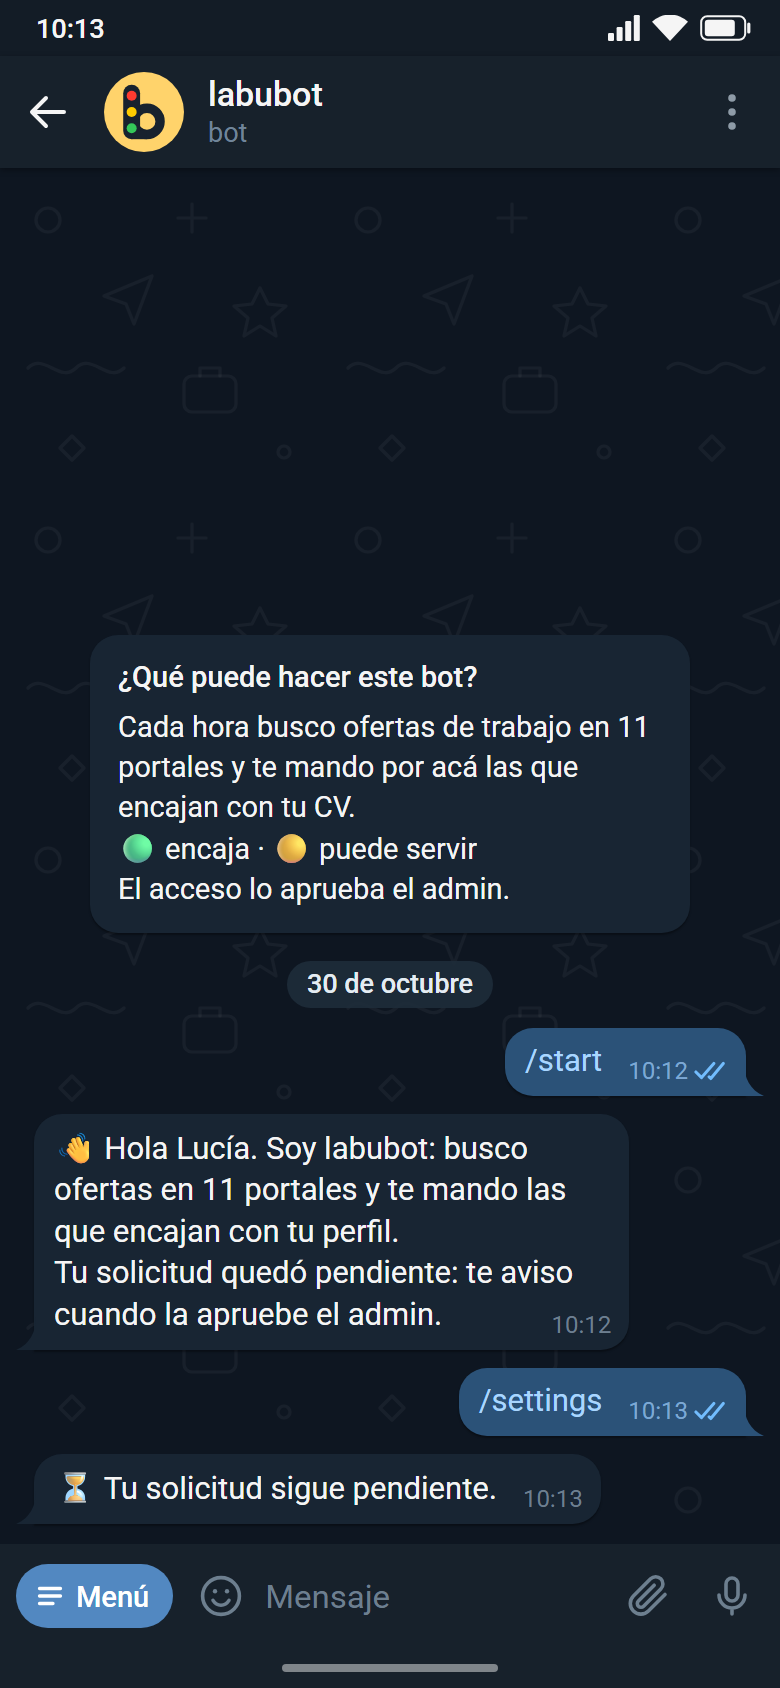 10:13
labubot
bot
¿Qué puede hacer este bot?
Cada hora busco ofertas de trabajo en 11
portales y te mando por acá las que
encajan con tu CV.
🟢 encaja · 🟡 puede servir
El acceso lo aprueba el admin.
30 de octubre
/start 10:12
👋 Hola Lucía. Soy labubot: busco
ofertas en 11 portales y te mando las
que encajan con tu perfil.
Tu solicitud quedó pendiente: te aviso
cuando la apruebe el admin. 10:12
/settings 10:13
⏳ Tu solicitud sigue pendiente. 10:13
Menú
Mensaje